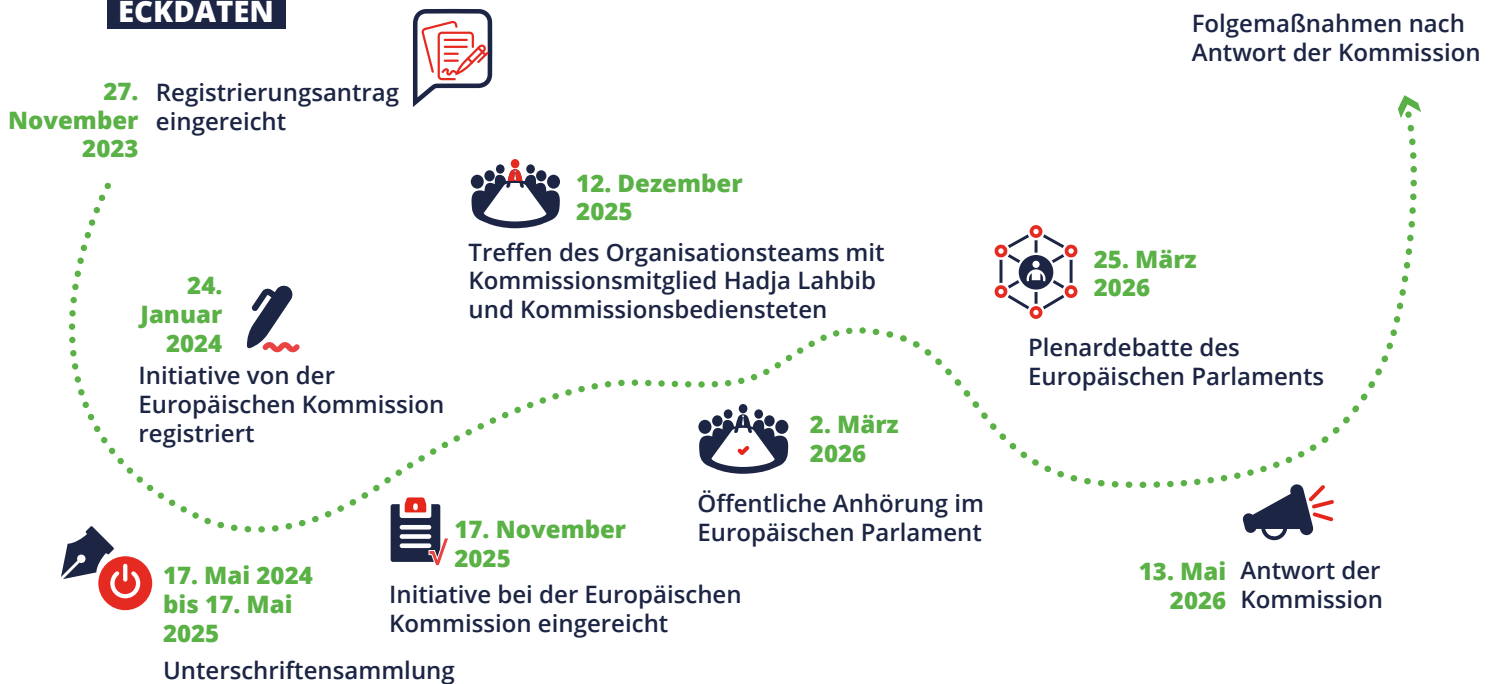 ECKDATEN
27.
November
2023
Registrierungsantrag
eingereicht
24.
Januar
2024
Initiative von der
Europäischen Kommission
registriert
17. Mai 2024
bis 17. Mai
2025
Unterschriftensammlung
17. November
2025
Initiative bei der Europäischen
Kommission eingereicht
12. Dezember
2025
Treffen des Organisationsteams mit
Kommissionsmitglied Hadja Lahbib
und Kommissionsbediensteten
2. März
2026
Öffentliche Anhörung im
Europäischen Parlament
25. März
2026
Plenardebatte des
Europäischen Parlaments
13. Mai
2026
Antwort der
Kommission
Folgemaßnahmen nach
Antwort der Kommission